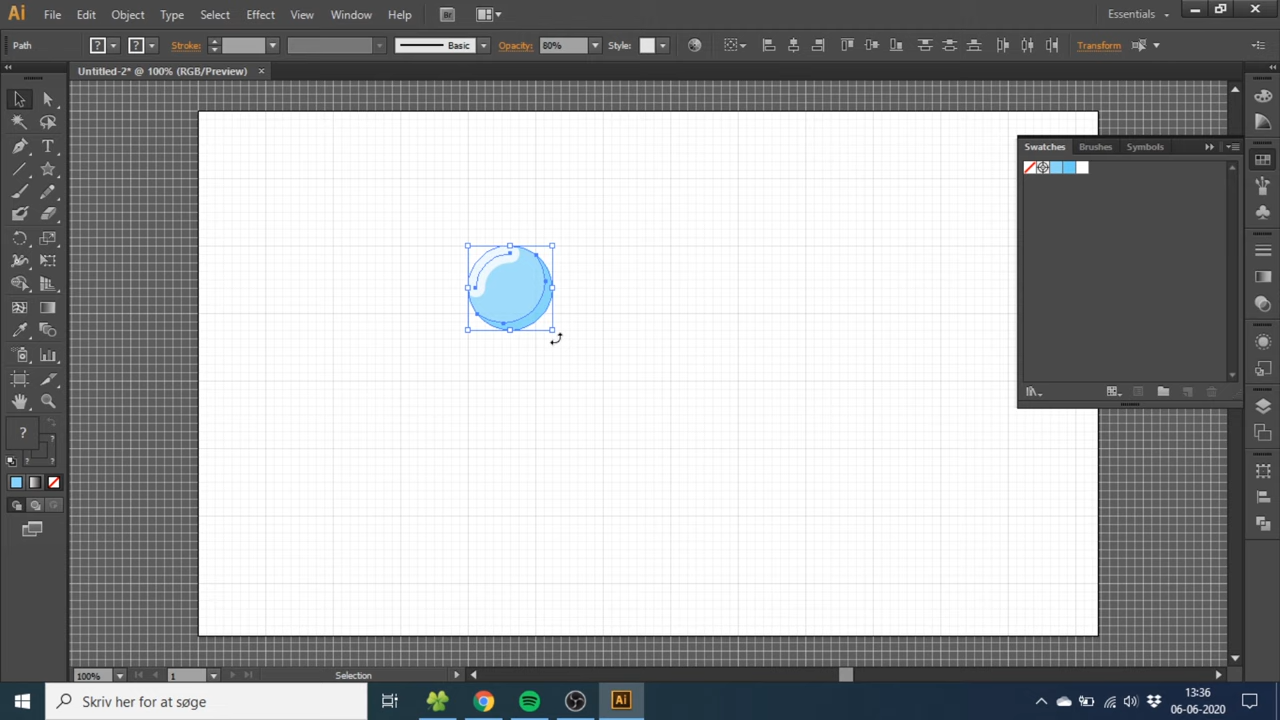 Ai File Edit Object Type Select Effect View Window Help Br Essentials
Path ? ? Stroke: Basic Opacity: 80% Style: Transform
Untitled-2* @ 100% (RGB/Preview)
Swatches Brushes Symbols
T
?
?
? ?
100% 1 Selection
Skriv her for at søge Ai 13:36
06-06-2020